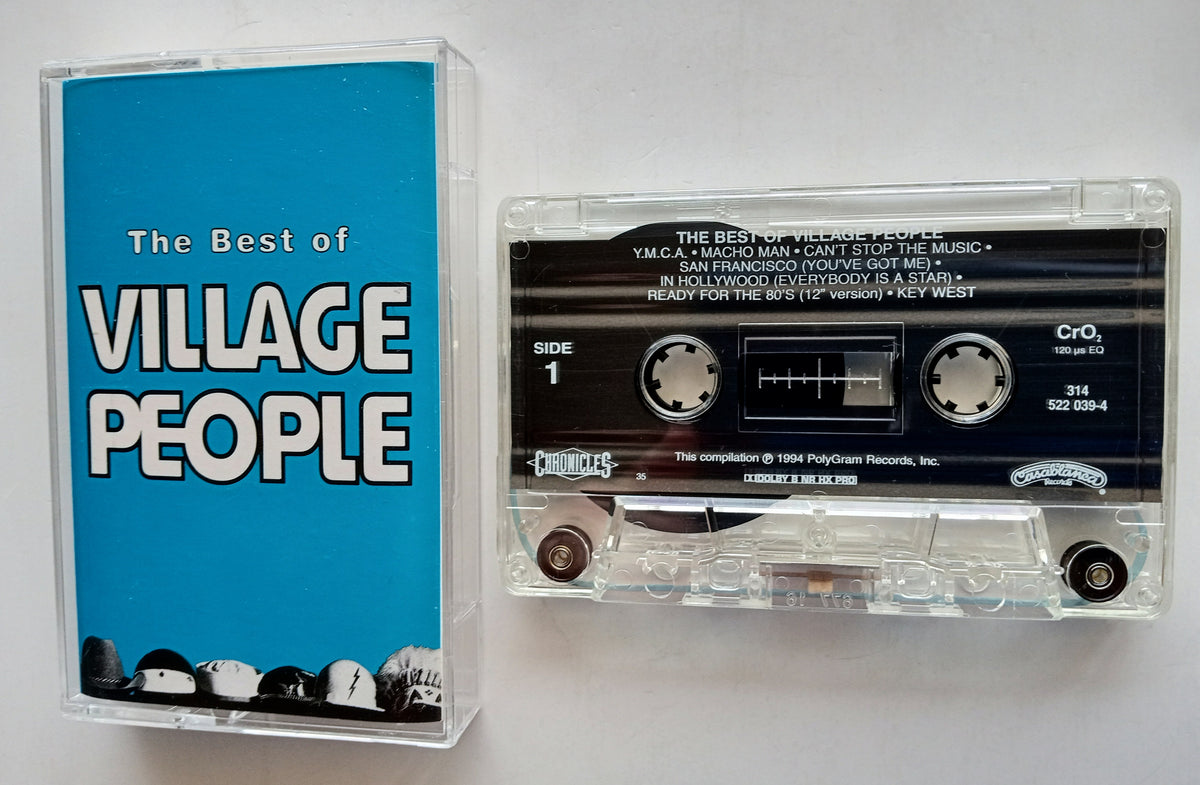 The Best of
VILLAGE
PEOPLE
THE BEST OF VILLAGE PEOPLE
Y.M.C.A. • MACHO MAN • CAN'T STOP THE MUSIC •
SAN FRANCISCO (YOU'VE GOT ME) •
IN HOLLYWOOD (EVERYBODY IS A STAR) •
READY FOR THE 80'S (12" version) • KEY WEST
SIDE
1
CrO2
120 µs EQ
314
522 039-4
CHRONICLES
35
This compilation ℗ 1994 PolyGram Records, Inc.
DOLBY B NR HX PRO
Casablanca
Records